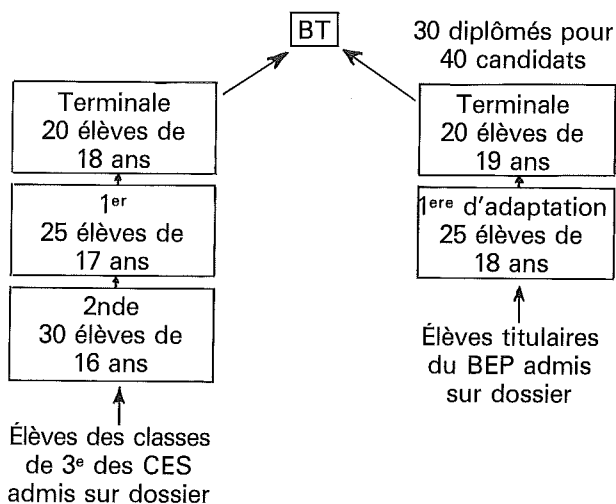 BT
30 diplômés pour
40 candidats
Terminale
20 élèves de
18 ans
1er
25 élèves de
17 ans
2nde
30 élèves de
16 ans
Élèves des classes
de 3e des CES
admis sur dossier
Terminale
20 élèves de
19 ans
1ere d'adaptation
25 élèves de
18 ans
Élèves titulaires
du BEP admis
sur dossier